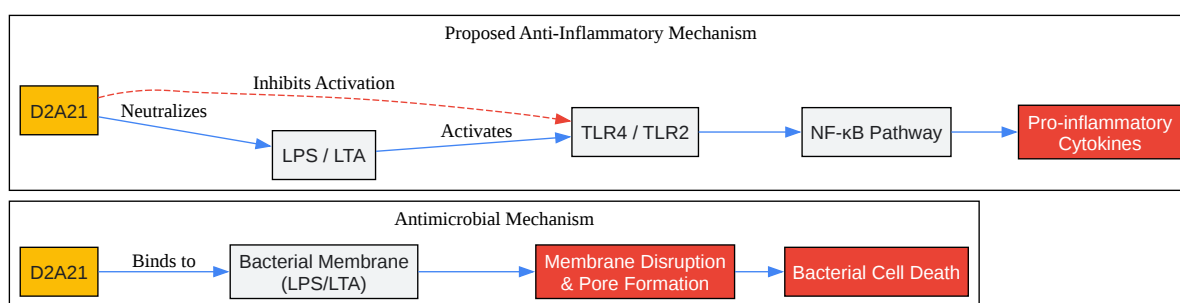 Proposed Anti-Inflammatory Mechanism
Inhibits Activation
D2A21
Neutralizes
LPS / LTA
Activates
TLR4 / TLR2
NF-κB Pathway
Pro-inflammatory
Cytokines
Antimicrobial Mechanism
D2A21
Binds to
Bacterial Membrane
(LPS/LTA)
Membrane Disruption
& Pore Formation
Bacterial Cell Death